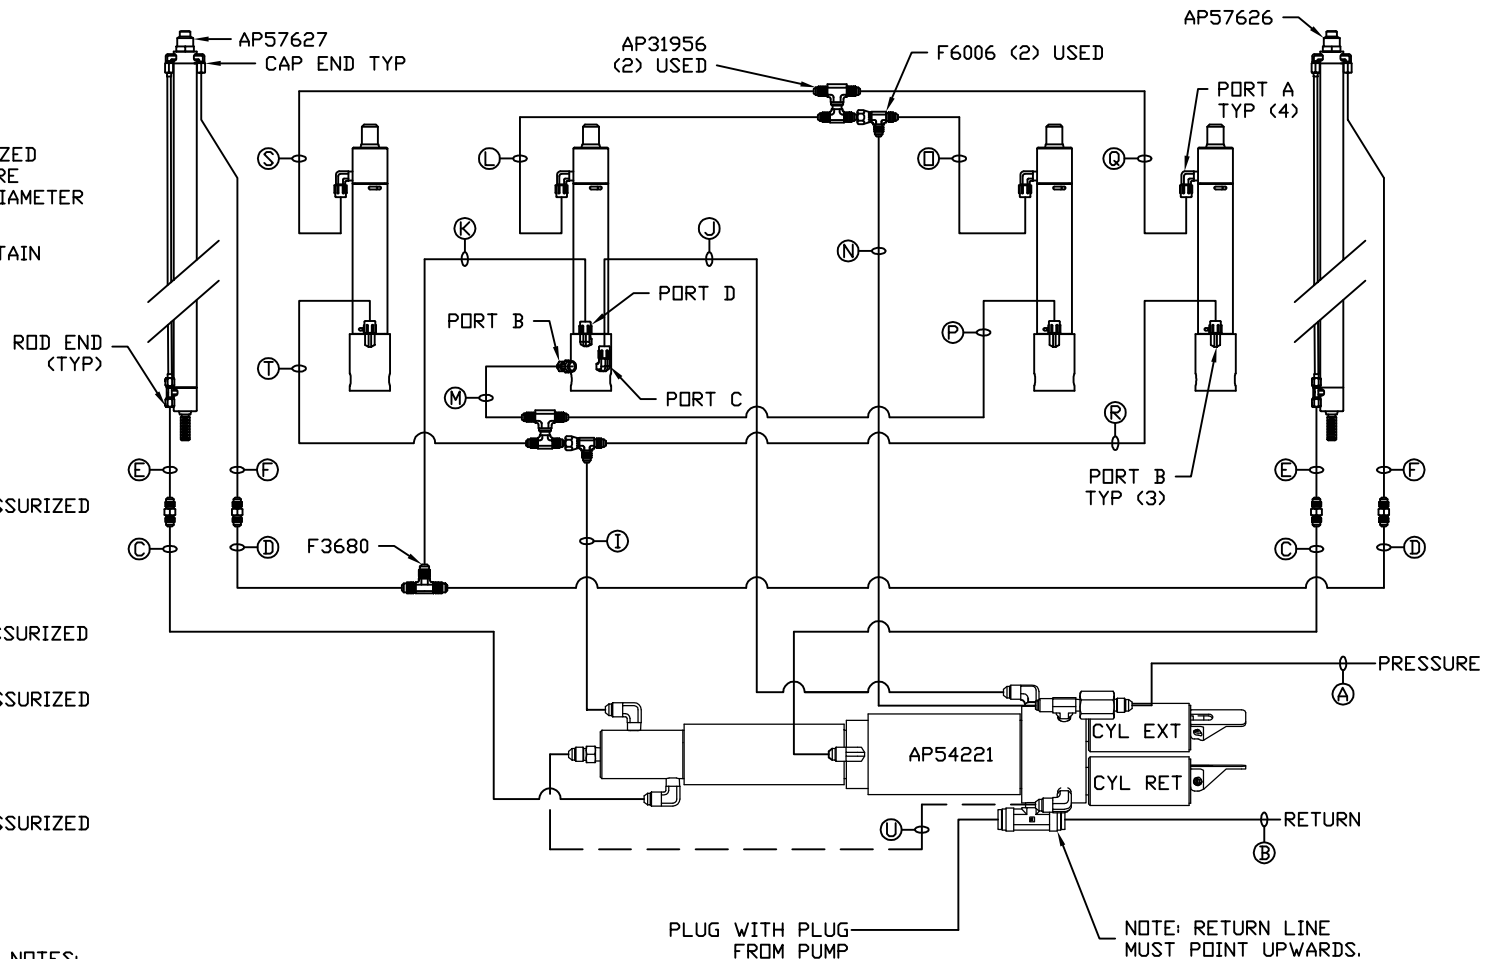 AP57627
CAP END TYP
AP31956
(2) USED
F6006 (2) USED
AP57626
PORT A
TYP (4)
ZED
RE
IAMETER
TAIN
S
L
O
Q
K
J
N
PORT D
PORT B
ROD END
(TYP)
P
T
M
PORT C
R
PORT B
TYP (3)
E
F
E
F
SSURIZED
C
D
F3680
I
C
D
SSURIZED
PRESSURE
A
SSURIZED
CYL EXT
AP54221
CYL RET
SSURIZED
U
RETURN
B
PLUG WITH PLUG
FROM PUMP
NOTE: RETURN LINE
MUST POINT UPWARDS.
NOTES: